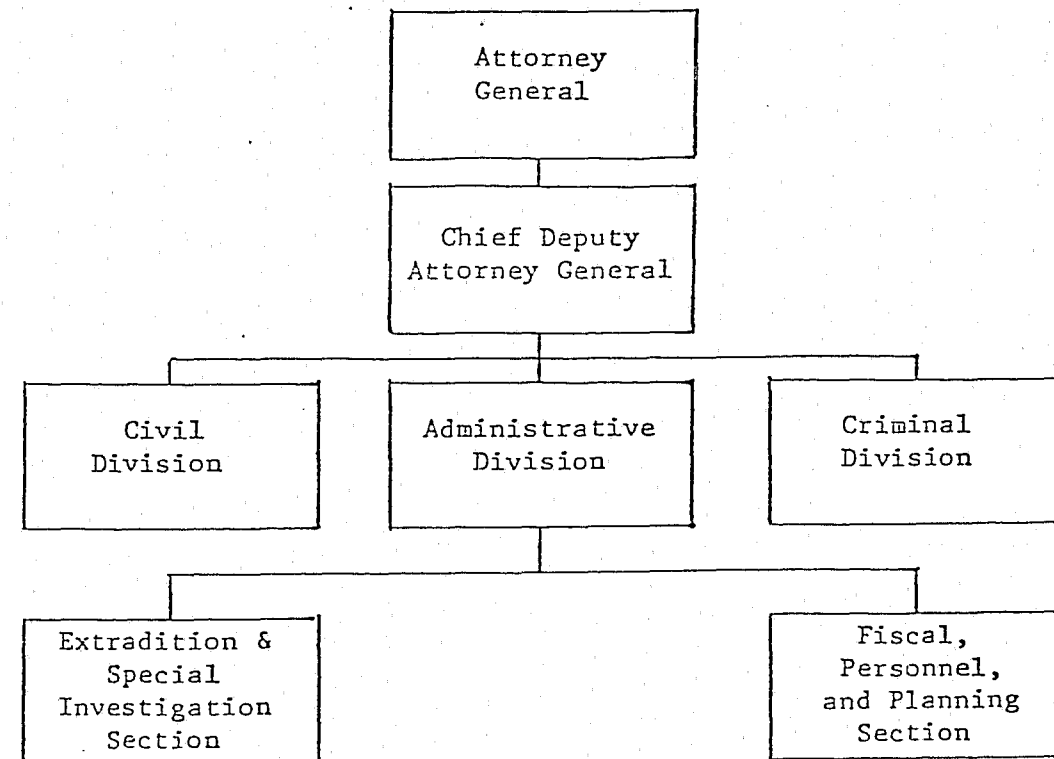 Attorney
General
Chief Deputy
Attorney General
Civil
Division
Administrative
Division
Criminal
Division
Extradition &
Special
Investigation
Section
Fiscal,
Personnel,
and Planning
Section